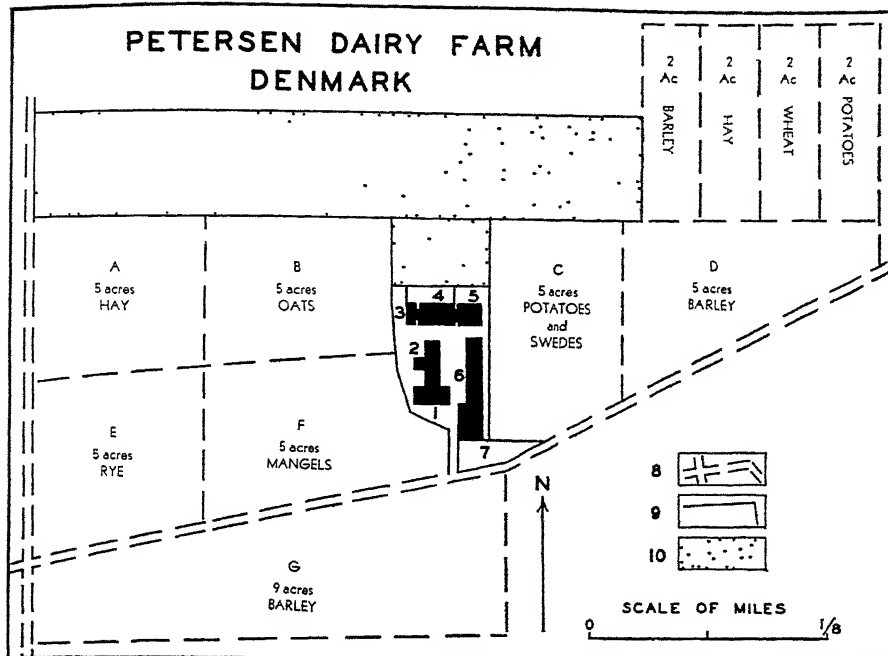 PETERSEN DAIRY FARM
DENMARK
2
Ac
BARLEY
2
Ac
HAY
2
Ac
WHEAT
2
Ac
POTATOES
A
5 acres
HAY
B
5 acres
OATS
C
5 acres
POTATOES
and
SWEDES
D
5 acres
BARLEY
3
4
5
2
6
7
E
5 acres
RYE
F
5 acres
MANGELS
G
9 acres
BARLEY
N
8
9
10
SCALE OF MILES
0
1/8